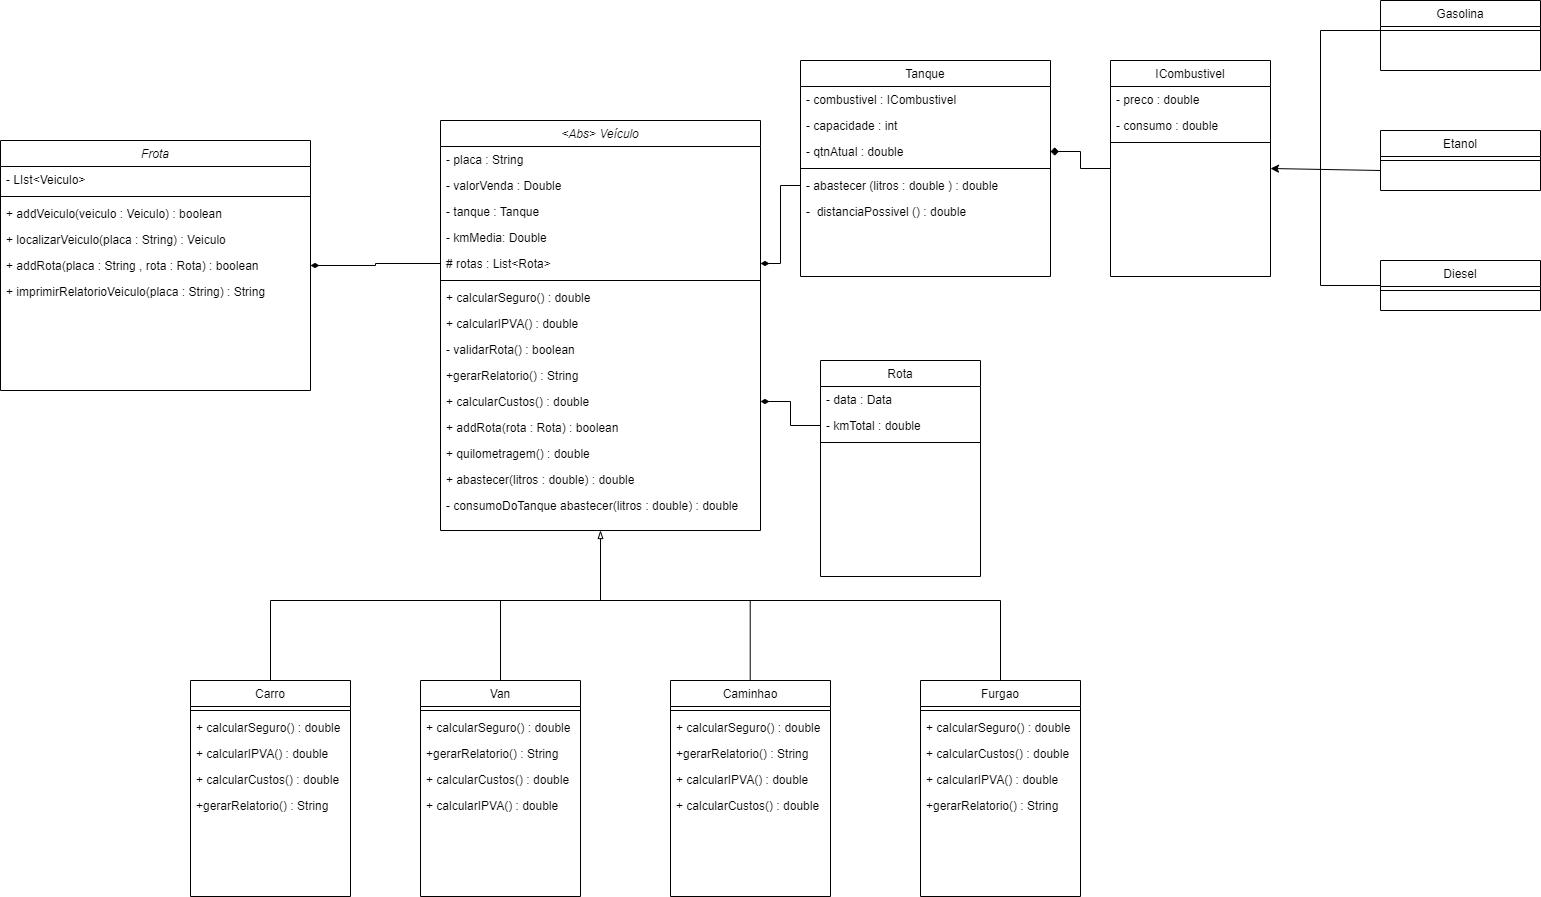 Frota
- LIst<Veiculo>
+ addVeiculo(veiculo : Veiculo) : boolean
+ localizarVeiculo(placa : String) : Veiculo
+ addRota(placa : String , rota : Rota) : boolean
+ imprimirRelatorioVeiculo(placa : String) : String
<Abs> Veículo
- placa : String
- valorVenda : Double
- tanque : Tanque
- kmMedia: Double
# rotas : List<Rota>
+ calcularSeguro() : double
+ calcularIPVA() : double
- validarRota() : boolean
+gerarRelatorio() : String
+ calcularCustos() : double
+ addRota(rota : Rota) : boolean
+ quilometragem() : double
+ abastecer(litros : double) : double
- consumoDoTanque abastecer(litros : double) : double
Tanque
- combustivel : ICombustivel
- capacidade : int
- qtnAtual : double
- abastecer (litros : double ) : double
-  distanciaPossivel () : double
ICombustivel
- preco : double
- consumo : double
Gasolina
Etanol
Diesel
Rota
- data : Data
- kmTotal : double
Carro
+ calcularSeguro() : double
+ calcularIPVA() : double
+ calcularCustos() : double
+gerarRelatorio() : String
Van
+ calcularSeguro() : double
+gerarRelatorio() : String
+ calcularCustos() : double
+ calcularIPVA() : double
Caminhao
+ calcularSeguro() : double
+gerarRelatorio() : String
+ calcularIPVA() : double
+ calcularCustos() : double
Furgao
+ calcularSeguro() : double
+ calcularCustos() : double
+ calcularIPVA() : double
+gerarRelatorio() : String